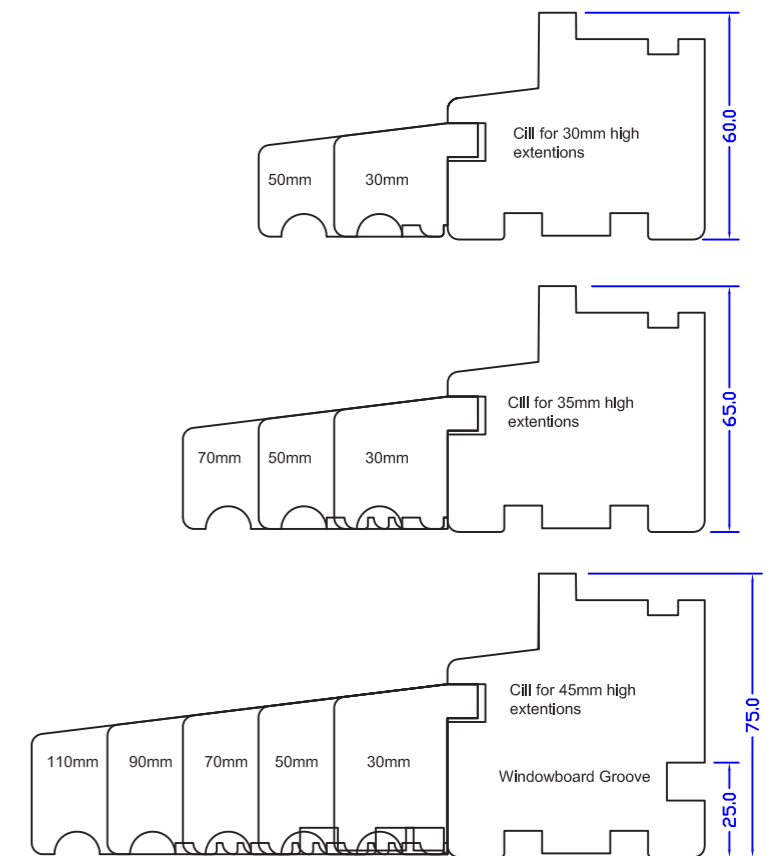 Cill for 30mm high
extentions
50mm 30mm
60.0
Cill for 35mm high
extentions
70mm 50mm 30mm
65.0
Cill for 45mm high
extentions
110mm 90mm 70mm 50mm 30mm
Windowboard Groove
75.0
25.0